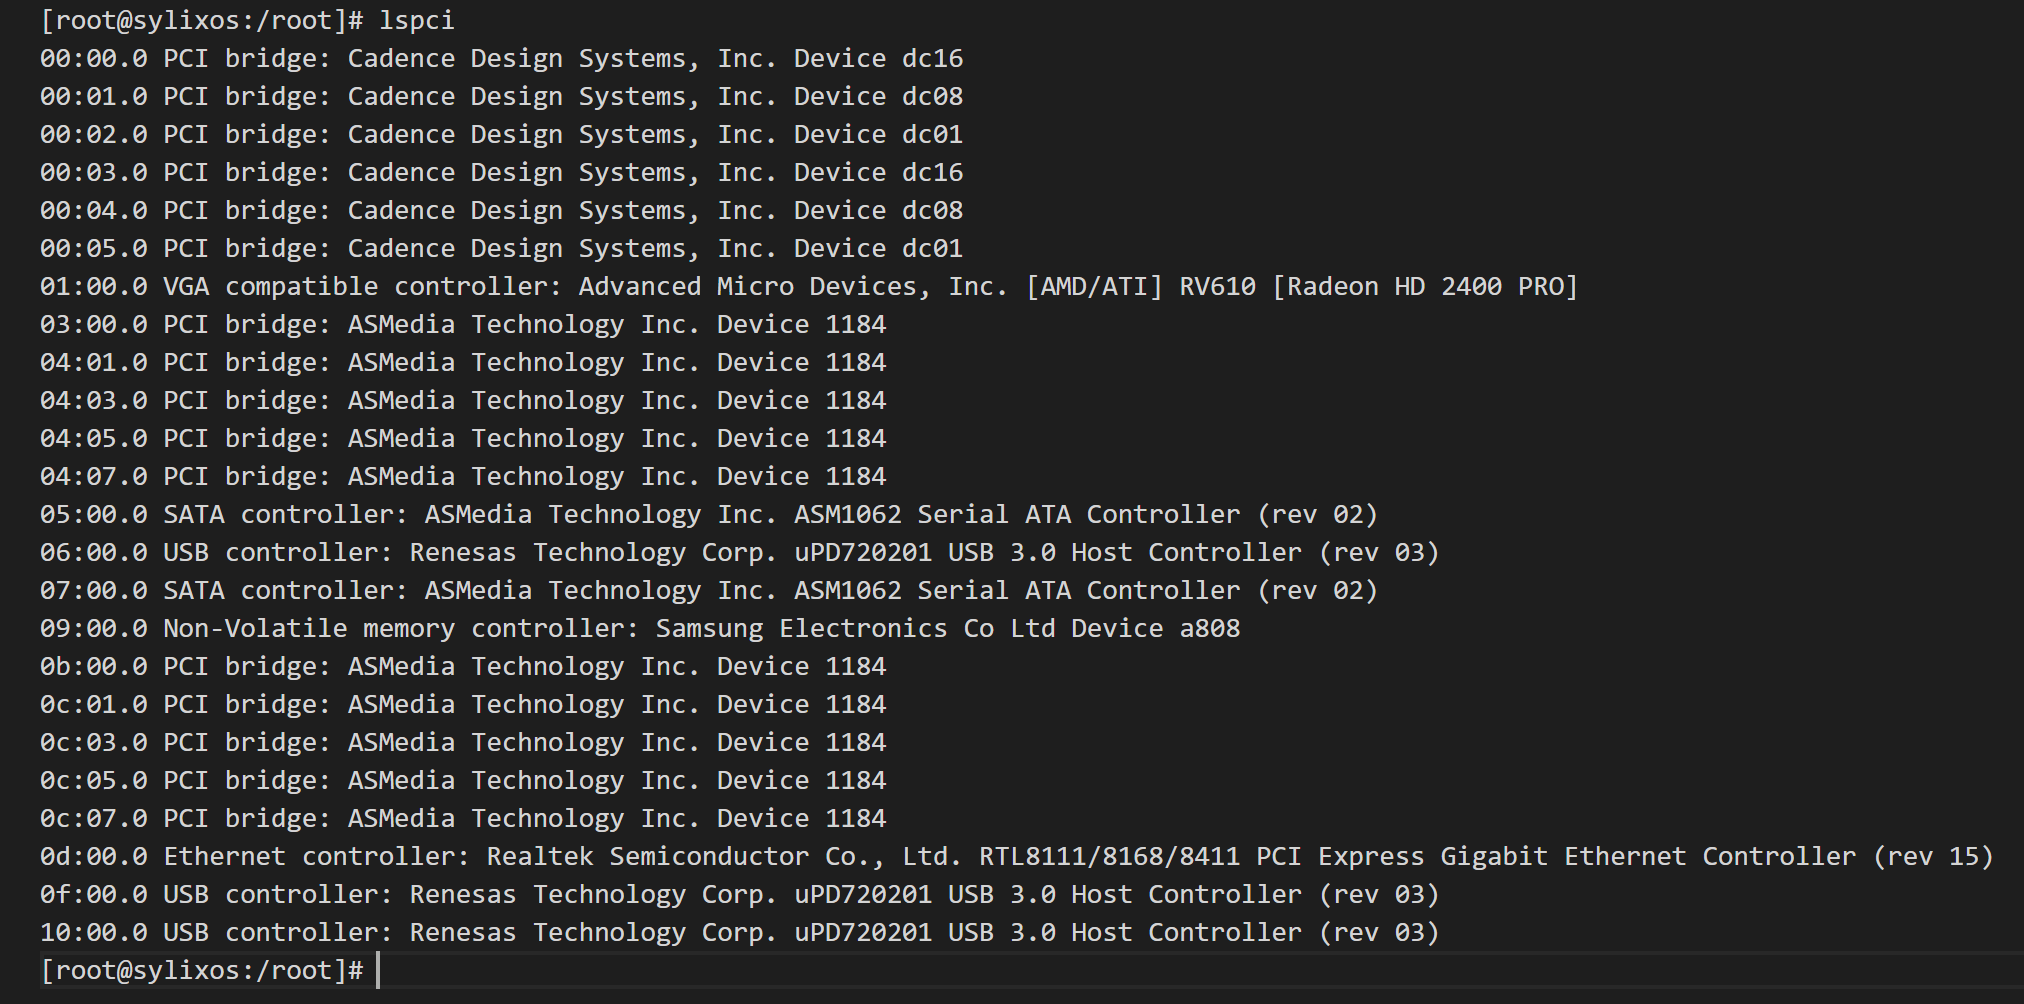 [root@sylixos:/root]# lspci
00:00.0 PCI bridge: Cadence Design Systems, Inc. Device dc16
00:01.0 PCI bridge: Cadence Design Systems, Inc. Device dc08
00:02.0 PCI bridge: Cadence Design Systems, Inc. Device dc01
00:03.0 PCI bridge: Cadence Design Systems, Inc. Device dc16
00:04.0 PCI bridge: Cadence Design Systems, Inc. Device dc08
00:05.0 PCI bridge: Cadence Design Systems, Inc. Device dc01
01:00.0 VGA compatible controller: Advanced Micro Devices, Inc. [AMD/ATI] RV610 [Radeon HD 2400 PRO]
03:00.0 PCI bridge: ASMedia Technology Inc. Device 1184
04:01.0 PCI bridge: ASMedia Technology Inc. Device 1184
04:03.0 PCI bridge: ASMedia Technology Inc. Device 1184
04:05.0 PCI bridge: ASMedia Technology Inc. Device 1184
04:07.0 PCI bridge: ASMedia Technology Inc. Device 1184
05:00.0 SATA controller: ASMedia Technology Inc. ASM1062 Serial ATA Controller (rev 02)
06:00.0 USB controller: Renesas Technology Corp. uPD720201 USB 3.0 Host Controller (rev 03)
07:00.0 SATA controller: ASMedia Technology Inc. ASM1062 Serial ATA Controller (rev 02)
09:00.0 Non-Volatile memory controller: Samsung Electronics Co Ltd Device a808
0b:00.0 PCI bridge: ASMedia Technology Inc. Device 1184
0c:01.0 PCI bridge: ASMedia Technology Inc. Device 1184
0c:03.0 PCI bridge: ASMedia Technology Inc. Device 1184
0c:05.0 PCI bridge: ASMedia Technology Inc. Device 1184
0c:07.0 PCI bridge: ASMedia Technology Inc. Device 1184
0d:00.0 Ethernet controller: Realtek Semiconductor Co., Ltd. RTL8111/8168/8411 PCI Express Gigabit Ethernet Controller (rev 15)
0f:00.0 USB controller: Renesas Technology Corp. uPD720201 USB 3.0 Host Controller (rev 03)
10:00.0 USB controller: Renesas Technology Corp. uPD720201 USB 3.0 Host Controller (rev 03)
[root@sylixos:/root]#